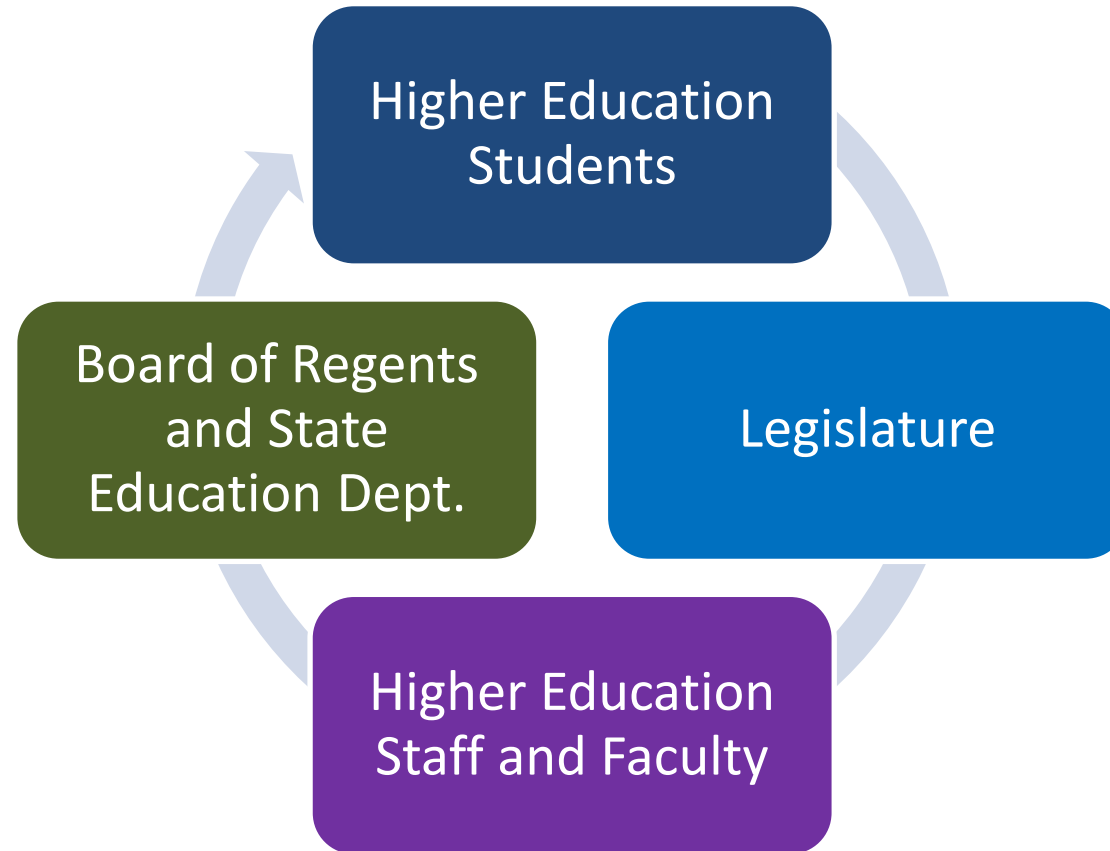 Higher Education
Students
Board of Regents
and State
Education Dept.
Legislature
Higher Education
Staff and Faculty